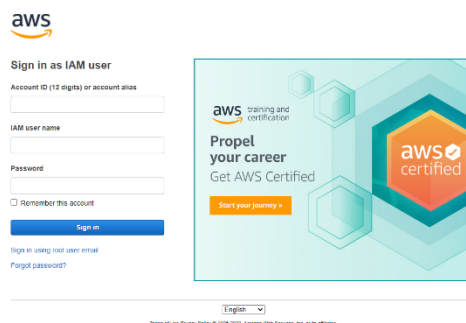 aws
Sign in as IAM user
Account ID (12 digits) or account alias
IAM user name
Password
Remember this account
Sign in
Sign in using root user email
Forgot password?
aws training and certification
Propel
your career
Get AWS Certified
Start your journey »
aws
certified
English